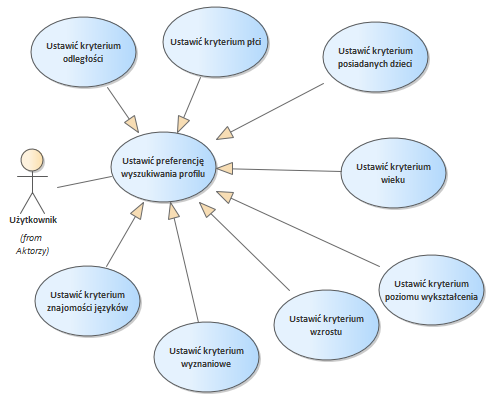 Ustawić kryterium
odległości
Ustawić kryterium płci
Ustawić kryterium
posiadanych dzieci
Ustawić preferencję
wyszukiwania profilu
Ustawić kryterium
wieku
Użytkownik
(from
Aktorzy)
Ustawić kryterium
znajomości języków
Ustawić kryterium
poziomu wykształcenia
Ustawić kryterium
wzrostu
Ustawić kryterium
wyznaniowe